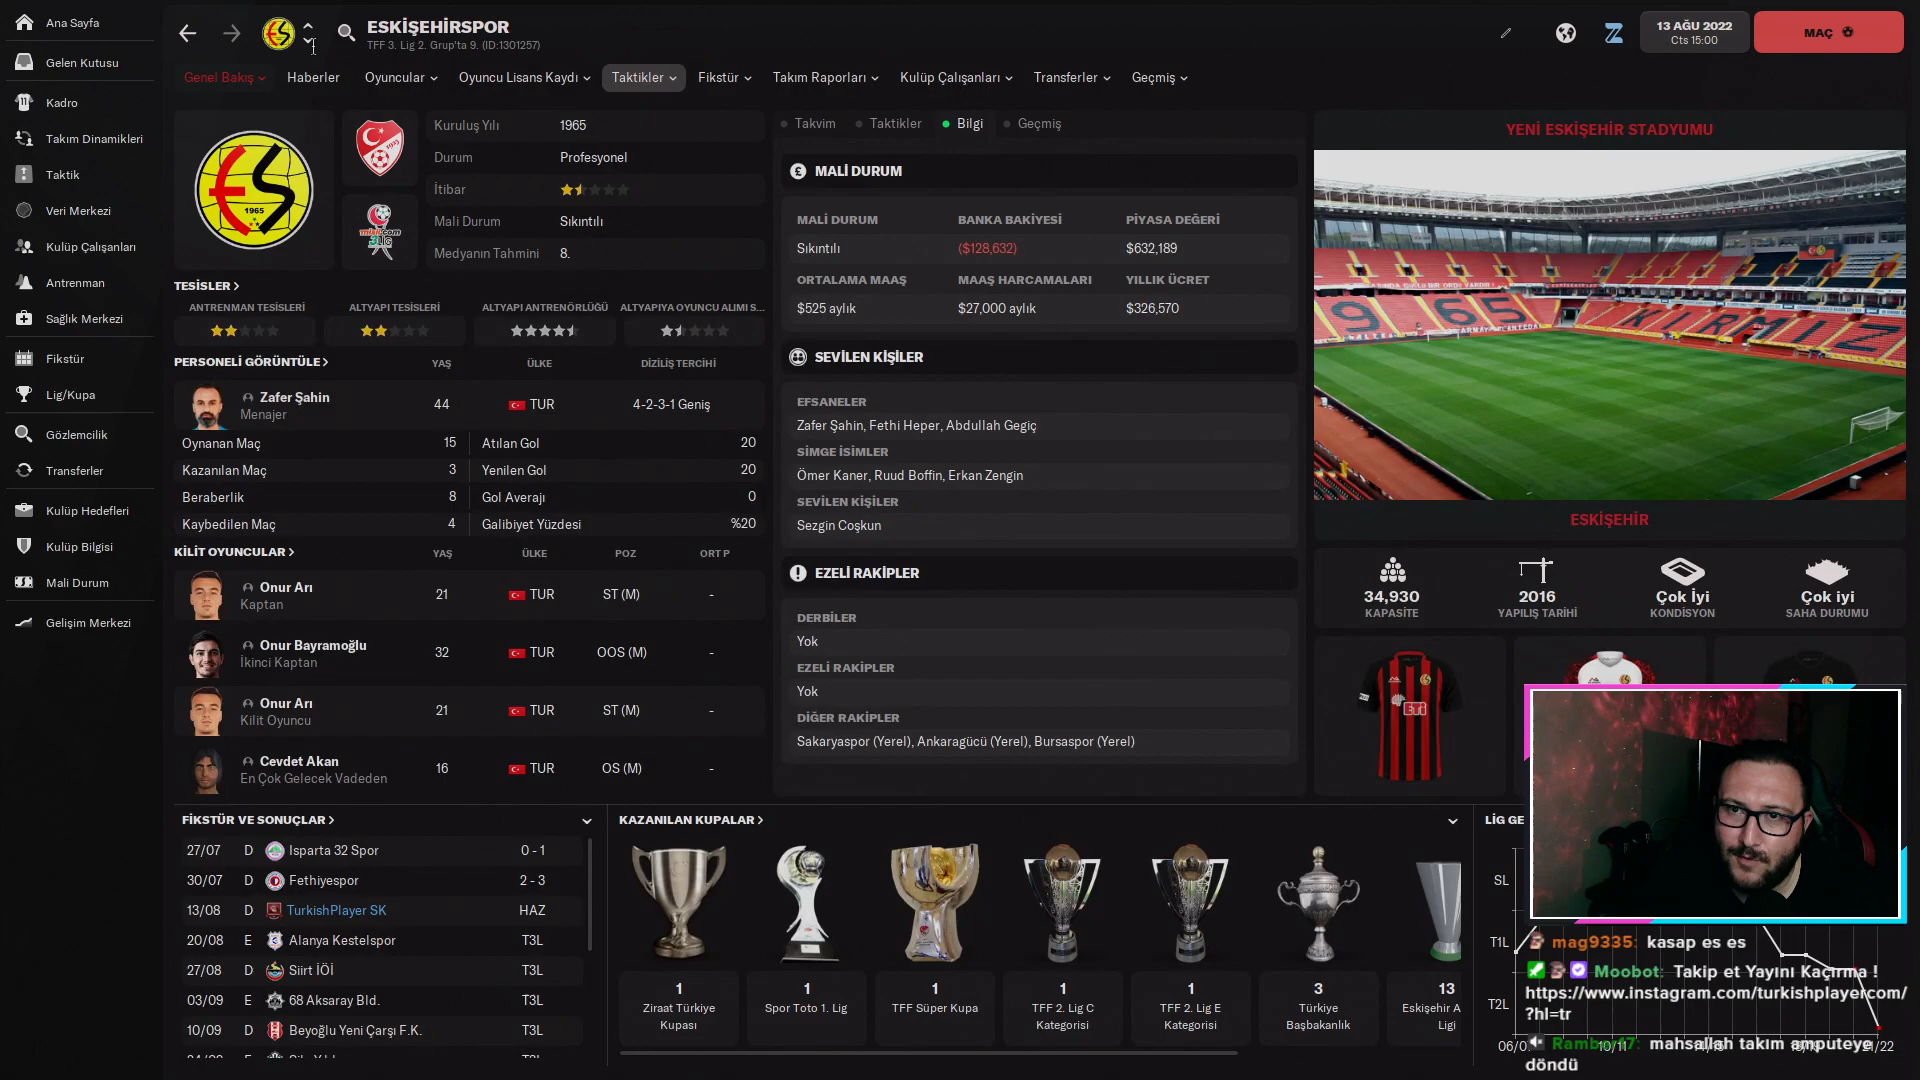 Ana Sayfa
Gelen Kutusu
Kadro
Takım Dinamikleri
Taktik
Veri Merkezi
Kulüp Çalışanları
Antrenman
Sağlık Merkezi
Fikstür
Lig/Kupa
Gözlemcilik
Transferler
Kulüp Hedefleri
Kulüp Bilgisi
Mali Durum
Gelişim Merkezi
ESKİŞEHİRSPOR
TFF 3. Lig 2. Grup'ta 9. (ID:1301257)
13 AĞU 2022
Cts 15:00
MAÇ
Genel Bakış Haberler Oyuncular Oyuncu Lisans Kaydı Taktikler Fikstür Takım Raporları Kulüp Çalışanları Transferler Geçmiş
Kuruluş Yılı 1965
Durum Profesyonel
İtibar
Mali Durum Sıkıntılı
Medyanın Tahmini 8.
TESİSLER
ANTRENMAN TESİSLERİ ALTYAPI TESİSLERİ ALTYAPI ANTRENÖRLÜĞÜ ALTYAPIYA OYUNCU ALIMI S...
PERSONELİ GÖRÜNTÜLE YAŞ ÜLKE DİZİLİŞ TERCİHİ
Zafer Şahin 44 TUR 4-2-3-1 Geniş
Menajer
Oynanan Maç 15 Atılan Gol 20
Kazanılan Maç 3 Yenilen Gol 20
Beraberlik 8 Gol Averajı 0
Kaybedilen Maç 4 Galibiyet Yüzdesi %20
KİLİT OYUNCULAR YAŞ ÜLKE POZ ORT P
Onur Arı 21 TUR ST (M) -
Kaptan
Onur Bayramoğlu 32 TUR OOS (M) -
İkinci Kaptan
Onur Arı 21 TUR ST (M) -
Kilit Oyuncu
Cevdet Akan 16 TUR OS (M) -
En Çok Gelecek Vadeden
Takvim Taktikler Bilgi Geçmiş
MALİ DURUM
MALİ DURUM BANKA BAKİYESİ PİYASA DEĞERİ
Sıkıntılı ($128,632) $632,189
ORTALAMA MAAŞ MAAŞ HARCAMALARI YILLIK ÜCRET
$525 aylık $27,000 aylık $326,570
SEVİLEN KİŞİLER
EFSANELER
Zafer Şahin, Fethi Heper, Abdullah Gegiç
SİMGE İSİMLER
Ömer Kaner, Ruud Boffin, Erkan Zengin
SEVİLEN KİŞİLER
Sezgin Coşkun
EZELİ RAKİPLER
DERBİLER
Yok
EZELİ RAKİPLER
Yok
DİĞER RAKİPLER
Sakaryaspor (Yerel), Ankaragücü (Yerel), Bursaspor (Yerel)
YENİ ESKİŞEHİR STADYUMU
ESKİŞEHİR
34,930 2016 Çok İyi Çok iyi
KAPASİTE YAPILIŞ TARİHİ KONDİSYON SAHA DURUMU
FİKSTÜR VE SONUÇLAR
27/07 D Isparta 32 Spor 0 - 1
30/07 D Fethiyespor 2 - 3
13/08 D TurkishPlayer SK HAZ
20/08 E Alanya Kestelspor T3L
27/08 D Siirt İÖİ T3L
03/09 E 68 Aksaray Bld. T3L
10/09 D Beyoğlu Yeni Çarşı F.K. T3L
KAZANILAN KUPALAR
1 1 1 1 1 3 13
Ziraat Türkiye Kupası
Spor Toto 1. Lig
TFF Süper Kupa
TFF 2. Lig C Kategorisi
TFF 2. Lig E Kategorisi
Türkiye Başbakanlık
Eskişehir A
Ligi
LİG GE
SL
T1L
T2L
mag9335: kasap es es
Moobot: Takip et Yayını Kaçırma !
https://www.instagram.com/turkishplayercom/
?hl=tr
Rambo17: mahsallah takım amputeye
döndü